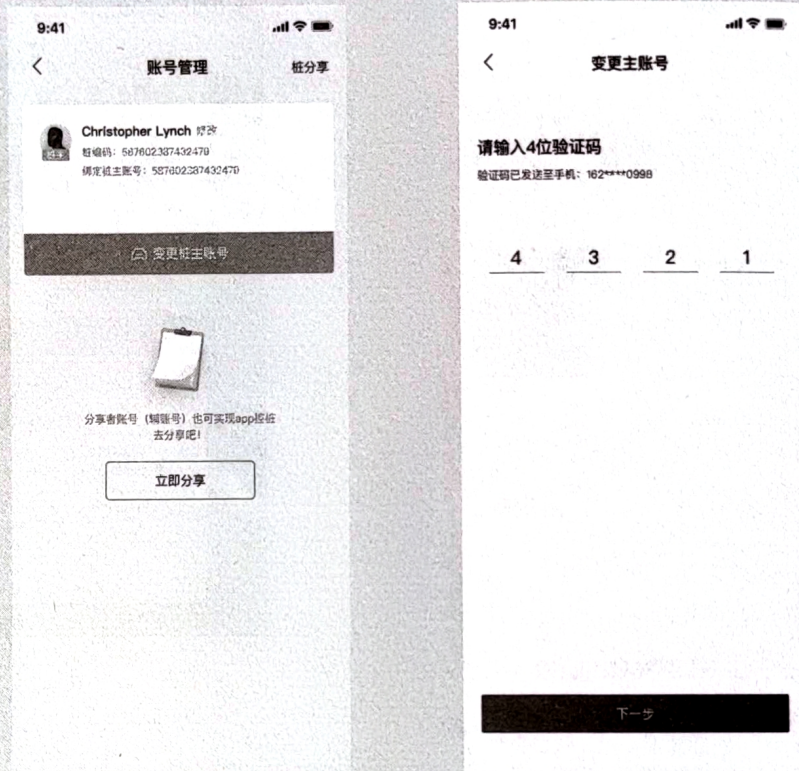 9:41
账号管理
桩分享
Christopher Lynch 修改
桩编码：587602387432479
绑定桩主账号：587602387432479
变更桩主账号
分享者账号（辅账号）也可实现app控桩
去分享吧！
立即分享
9:41
变更主账号
请输入4位验证码
验证码已发送至手机：162****0998
4 3 2 1
下一步